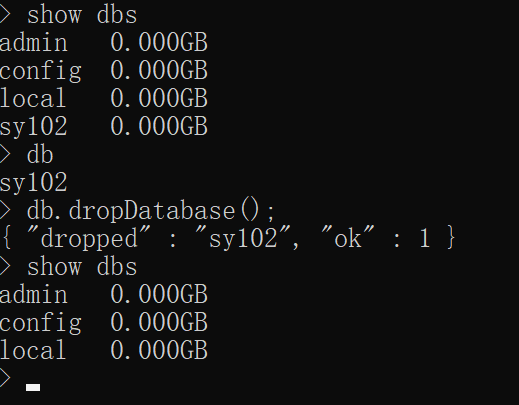 > show dbs
admin   0.000GB
config  0.000GB
local   0.000GB
sy102   0.000GB
> db
sy102
> db.dropDatabase();
{ "dropped" : "sy102", "ok" : 1 }
> show dbs
admin   0.000GB
config  0.000GB
local   0.000GB
>